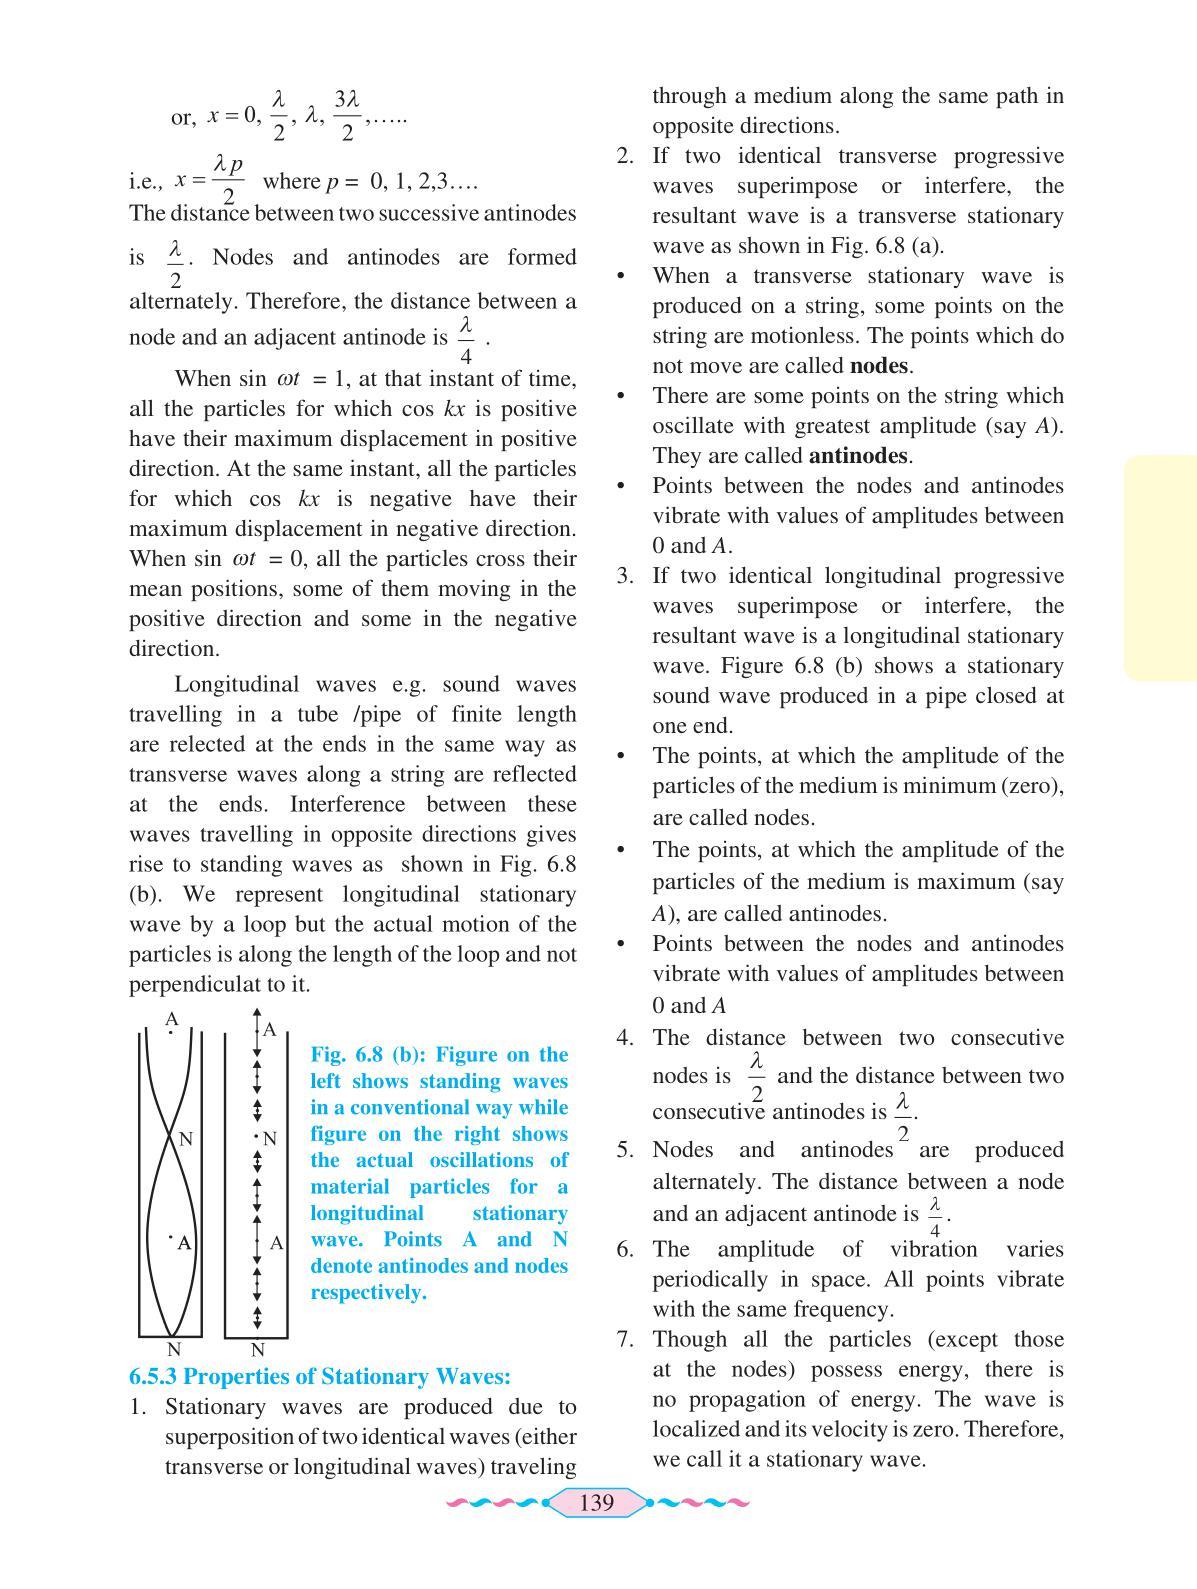 or, x = 0, λ/2, λ, 3λ/2,…..
i.e., x = λp/2 where p = 0, 1, 2,3….
The distance between two successive antinodes
is λ/2. Nodes and antinodes are formed
alternately. Therefore, the distance between a
node and an adjacent antinode is λ/4 .
When sin ωt = 1, at that instant of time,
all the particles for which cos kx is positive
have their maximum displacement in positive
direction. At the same instant, all the particles
for which cos kx is negative have their
maximum displacement in negative direction.
When sin ωt = 0, all the particles cross their
mean positions, some of them moving in the
positive direction and some in the negative
direction.
Longitudinal waves e.g. sound waves
travelling in a tube /pipe of finite length
are relected at the ends in the same way as
transverse waves along a string are reflected
at the ends. Interference between these
waves travelling in opposite directions gives
rise to standing waves as shown in Fig. 6.8
(b). We represent longitudinal stationary
wave by a loop but the actual motion of the
particles is along the length of the loop and not
perpendiculat to it.
A
A
N
N
A
A
N
N
Fig. 6.8 (b): Figure on the
left shows standing waves
in a conventional way while
figure on the right shows
the actual oscillations of
material particles for a
longitudinal stationary
wave. Points A and N
denote antinodes and nodes
respectively.
6.5.3 Properties of Stationary Waves:
1. Stationary waves are produced due to
superposition of two identical waves (either
transverse or longitudinal waves) traveling
through a medium along the same path in
opposite directions.
2. If two identical transverse progressive
waves superimpose or interfere, the
resultant wave is a transverse stationary
wave as shown in Fig. 6.8 (a).
• When a transverse stationary wave is
produced on a string, some points on the
string are motionless. The points which do
not move are called nodes.
• There are some points on the string which
oscillate with greatest amplitude (say A).
They are called antinodes.
• Points between the nodes and antinodes
vibrate with values of amplitudes between
0 and A.
3. If two identical longitudinal progressive
waves superimpose or interfere, the
resultant wave is a longitudinal stationary
wave. Figure 6.8 (b) shows a stationary
sound wave produced in a pipe closed at
one end.
• The points, at which the amplitude of the
particles of the medium is minimum (zero),
are called nodes.
• The points, at which the amplitude of the
particles of the medium is maximum (say
A), are called antinodes.
• Points between the nodes and antinodes
vibrate with values of amplitudes between
0 and A
4. The distance between two consecutive
nodes is λ/2 and the distance between two
consecutive antinodes is λ/2.
5. Nodes and antinodes are produced
alternately. The distance between a node
and an adjacent antinode is λ/4.
6. The amplitude of vibration varies
periodically in space. All points vibrate
with the same frequency.
7. Though all the particles (except those
at the nodes) possess energy, there is
no propagation of energy. The wave is
localized and its velocity is zero. Therefore,
we call it a stationary wave.
139